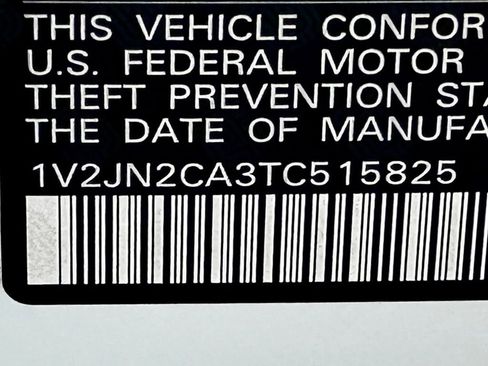 THIS VEHICLE CONFOR
U.S. FEDERAL MOTOR
THEFT PREVENTION STA
THE DATE OF MANUFA
1V2JN2CA3TC515825